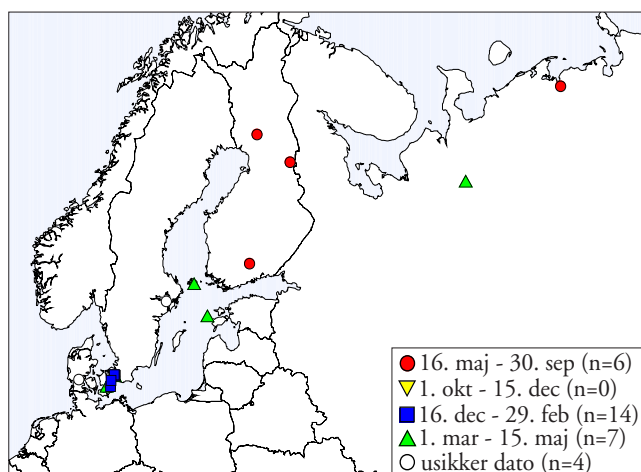 16. maj - 30. sep (n=6)
1. okt - 15. dec (n=0)
16. dec - 29. feb (n=14)
1. mar - 15. maj (n=7)
usikker dato (n=4)